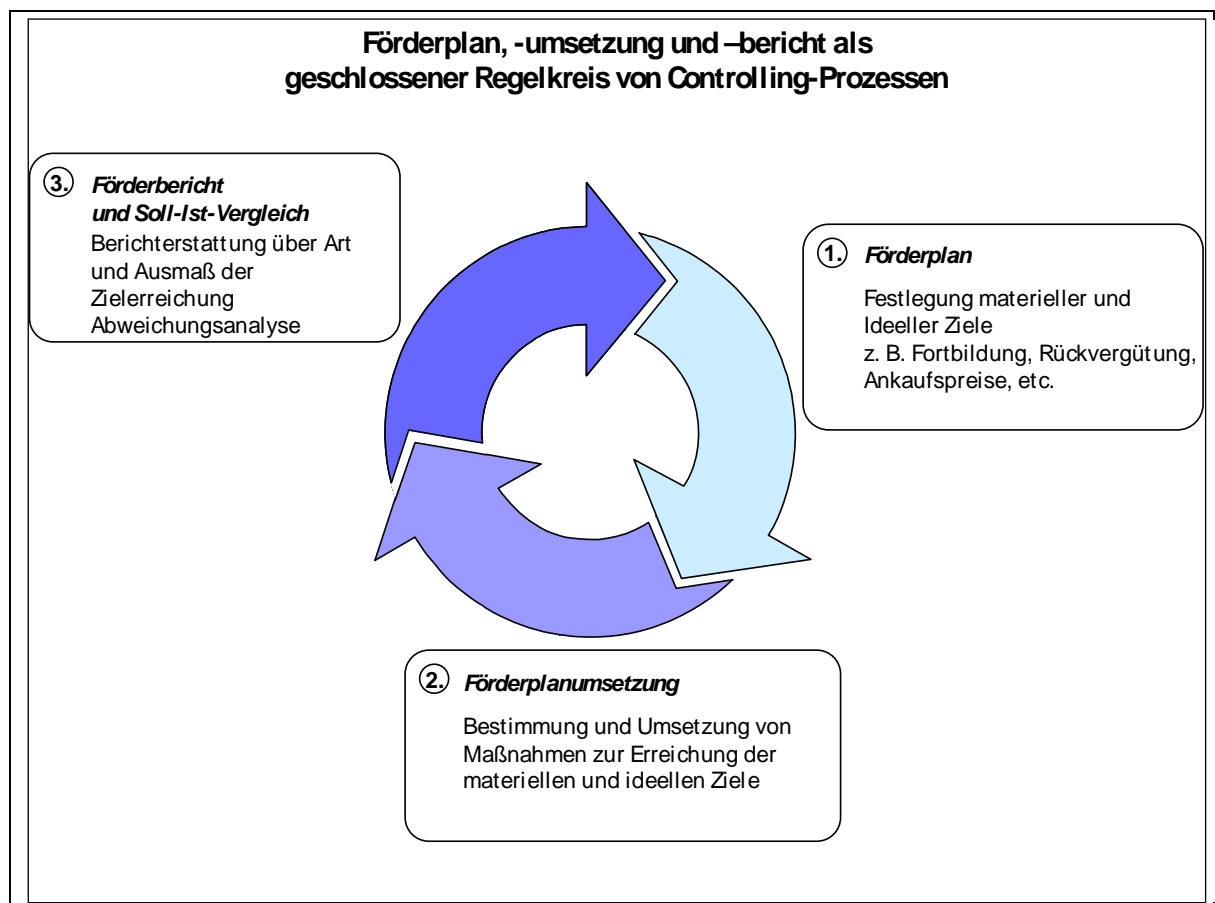 Förderplan, -umsetzung und –bericht als
geschlossener Regelkreis von Controlling-Prozessen
3. Förderbericht
und Soll-Ist-Vergleich
Berichterstattung über Art
und Ausmaß der
Zielerreichung
Abweichungsanalyse
1. Förderplan
Festlegung materieller und
Ideeller Ziele
z. B. Fortbildung, Rückvergütung,
Ankaufspreise, etc.
2. Förderplanumsetzung
Bestimmung und Umsetzung von
Maßnahmen zur Erreichung der
materiellen und ideellen Ziele